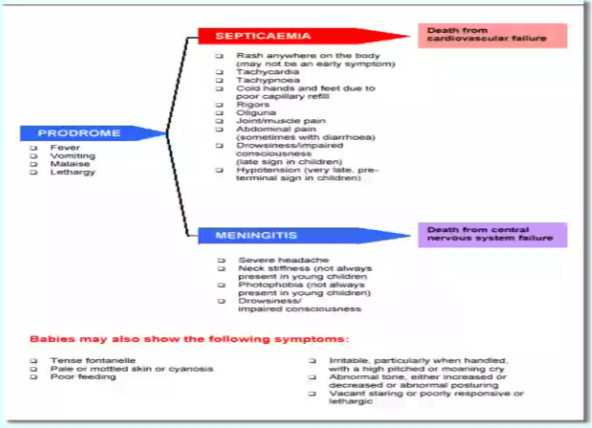 SEPTICAEMIA
Death from
cardiovascular failure
❏ Rash anywhere on the body
(may not be an early symptom)
❏ Tachycardia
❏ Tachypnoea
❏ Cold hands and feet due to
poor capillary refill
❏ Rigors
❏ Oliguria
❏ Joint/muscle pain
❏ Abdominal pain
(sometimes with diarrhoea)
❏ Drowsiness/impaired
consciousness
(late sign in children)
❏ Hypotension (very late, pre-
terminal sign in children)
PRODROME
❏ Fever
❏ Vomiting
❏ Malaise
❏ Lethargy
MENINGITIS
Death from central
nervous system failure
❏ Severe headache
❏ Neck stiffness (not always
present in young children
❏ Photophobia (not always
present in young children)
❏ Drowsiness/
impaired consciousness
Babies may also show the following symptoms:
❏ Tense fontanelle
❏ Pale or mottled skin or cyanosis
❏ Poor feeding
❏ Irritable, particularly when handled,
with a high pitched or moaning cry
❏ Abnormal tone, either increased or
decreased or abnormal posturing
❏ Vacant staring or poorly responsive or
lethargic